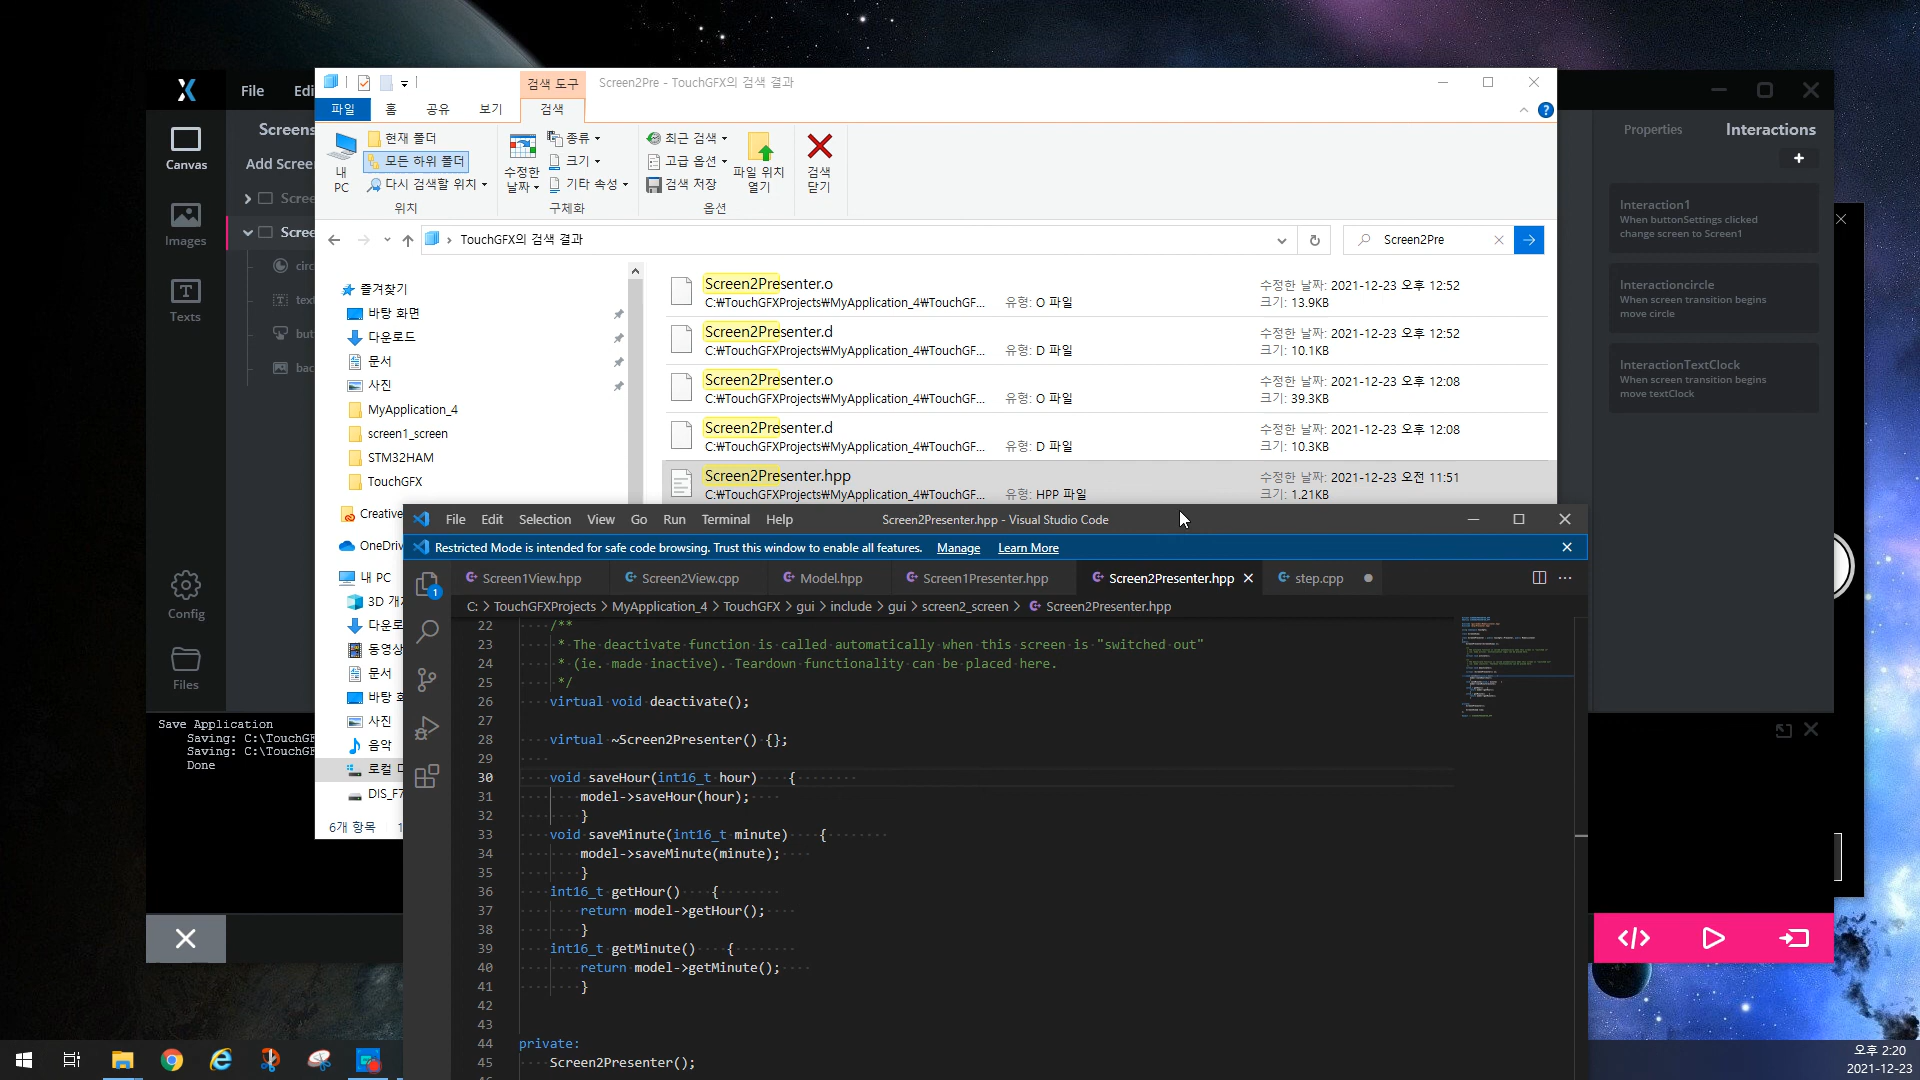 File
Edi
Canvas
Images
Texts
Config
Files
Screens
Add Scree
Scree
Scree
circ
text
but
bac
Properties
Interactions
Interaction1
When buttonSettings clicked
change screen to Screen1
Interactioncircle
When screen transition begins
move circle
InteractionTextClock
When screen transition begins
move textClock
Save Application
Saving: C:\TouchGF
Saving: C:\TouchGF
Done
검색 도구
Screen2Pre - TouchGFX의 검색 결과
파일
홈
공유
보기
검색
내
PC
현재 폴더
모든 하위 폴더
다시 검색할 위치
위치
수정한
날짜
종류
크기
기타 속성
구체화
최근 검색
고급 옵션
검색 저장
파일 위치
열기
옵션
검색
닫기
TouchGFX의 검색 결과
Screen2Pre
즐겨찾기
바탕 화면
다운로드
문서
사진
MyApplication_4
screen1_screen
STM32HAM
TouchGFX
Creative
OneDriv
내 PC
3D 개
다운로
동영상
문서
바탕 화
사진
음악
로컬 디
DIS_F7
6개 항목
Screen2Presenter.o
C:₩TouchGFXProjects₩MyApplication_4₩TouchGF...
유형: O 파일
수정한 날짜: 2021-12-23 오후 12:52
크기: 13.9KB
Screen2Presenter.d
C:₩TouchGFXProjects₩MyApplication_4₩TouchGF...
유형: D 파일
수정한 날짜: 2021-12-23 오후 12:52
크기: 10.1KB
Screen2Presenter.o
C:₩TouchGFXProjects₩MyApplication_4₩TouchGF...
유형: O 파일
수정한 날짜: 2021-12-23 오후 12:08
크기: 39.3KB
Screen2Presenter.d
C:₩TouchGFXProjects₩MyApplication_4₩TouchGF...
유형: D 파일
수정한 날짜: 2021-12-23 오후 12:08
크기: 10.3KB
Screen2Presenter.hpp
C:₩TouchGFXProjects₩MyApplication_4₩TouchGF...
유형: HPP 파일
수정한 날짜: 2021-12-23 오전 11:51
크기: 1.21KB
File Edit Selection View Go Run Terminal Help
Screen2Presenter.hpp - Visual Studio Code
Restricted Mode is intended for safe code browsing. Trust this window to enable all features. Manage Learn More
Screen1View.hpp Screen2View.cpp Model.hpp Screen1Presenter.hpp Screen2Presenter.hpp step.cpp
1
C: > TouchGFXProjects > MyApplication_4 > TouchGFX > gui > include > gui > screen2_screen > Screen2Presenter.hpp
22 /**
23 * The deactivate function is called automatically when this screen is "switched out"
24 * (ie. made inactive). Teardown functionality can be placed here.
25 */
26 virtual void deactivate();
27
28 virtual ~Screen2Presenter() {};
29
30 void saveHour(int16_t hour) {
31 model->saveHour(hour);
32 }
33 void saveMinute(int16_t minute) {
34 model->saveMinute(minute);
35 }
36 int16_t getHour() {
37 return model->getHour();
38 }
39 int16_t getMinute() {
40 return model->getMinute();
41 }
42
43
44 private:
45 Screen2Presenter();
오후 2:20
2021-12-23